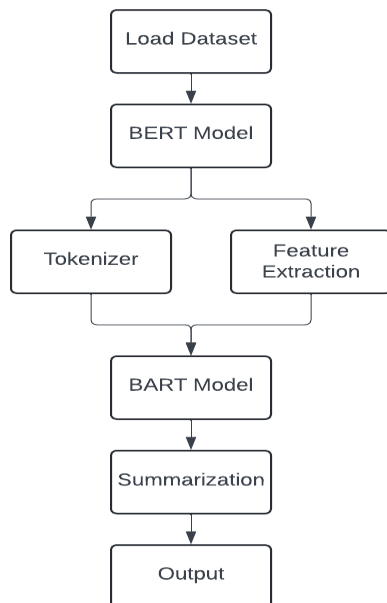 Load Dataset
BERT Model
Tokenizer
Feature
Extraction
BART Model
Summarization
Output